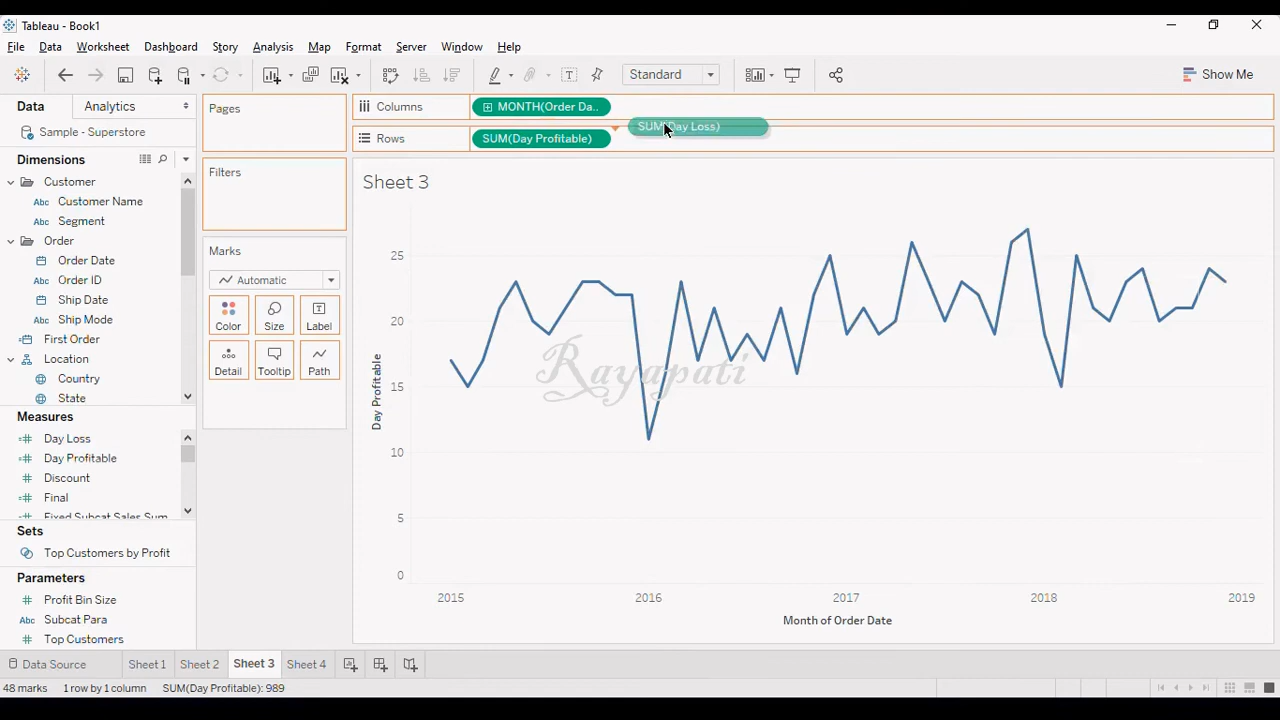 Tableau - Book1
File Data Worksheet Dashboard Story Analysis Map Format Server Window Help
Standard
Show Me
Data Analytics
Pages
Columns
MONTH(Order Da..
SUM(Day Loss)
Rows
SUM(Day Profitable)
Sample - Superstore
Dimensions
Customer
Abc Customer Name
Abc Segment
Order
Order Date
Abc Order ID
Ship Date
Abc Ship Mode
First Order
Location
Country
State
Measures
Day Loss
Day Profitable
Discount
Final
Fixed Subcat Sales Sum
Sets
Top Customers by Profit
Parameters
Profit Bin Size
Abc Subcat Para
Top Customers
Filters
Marks
Automatic
Color Size Label
Detail Tooltip Path
Sheet 3
25
20
15
10
5
0
Day Profitable
Rayapati
2015 2016 2017 2018 2019
Month of Order Date
Data Source Sheet 1 Sheet 2 Sheet 3 Sheet 4
48 marks 1 row by 1 column SUM(Day Profitable): 989